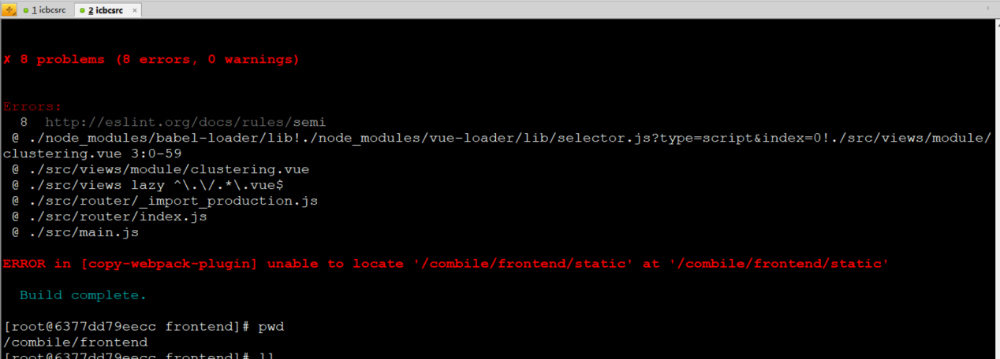 1 icbcsrc
2 icbcsrc ×
✗ 8 problems (8 errors, 0 warnings)
Errors:
8 http://eslint.org/docs/rules/semi
@ ./node_modules/babel-loader/lib!./node_modules/vue-loader/lib/selector.js?type=script&index=0!./src/views/module/
clustering.vue 3:0-59
@ ./src/views/module/clustering.vue
@ ./src/views lazy ^\.\/.*\.vue$
@ ./src/router/_import_production.js
@ ./src/router/index.js
@ ./src/main.js
ERROR in [copy-webpack-plugin] unable to locate '/combile/frontend/static' at '/combile/frontend/static'
Build complete.
[root@6377dd79eecc frontend]# pwd
/combile/frontend
[root@6377dd79eecc frontend]# ll